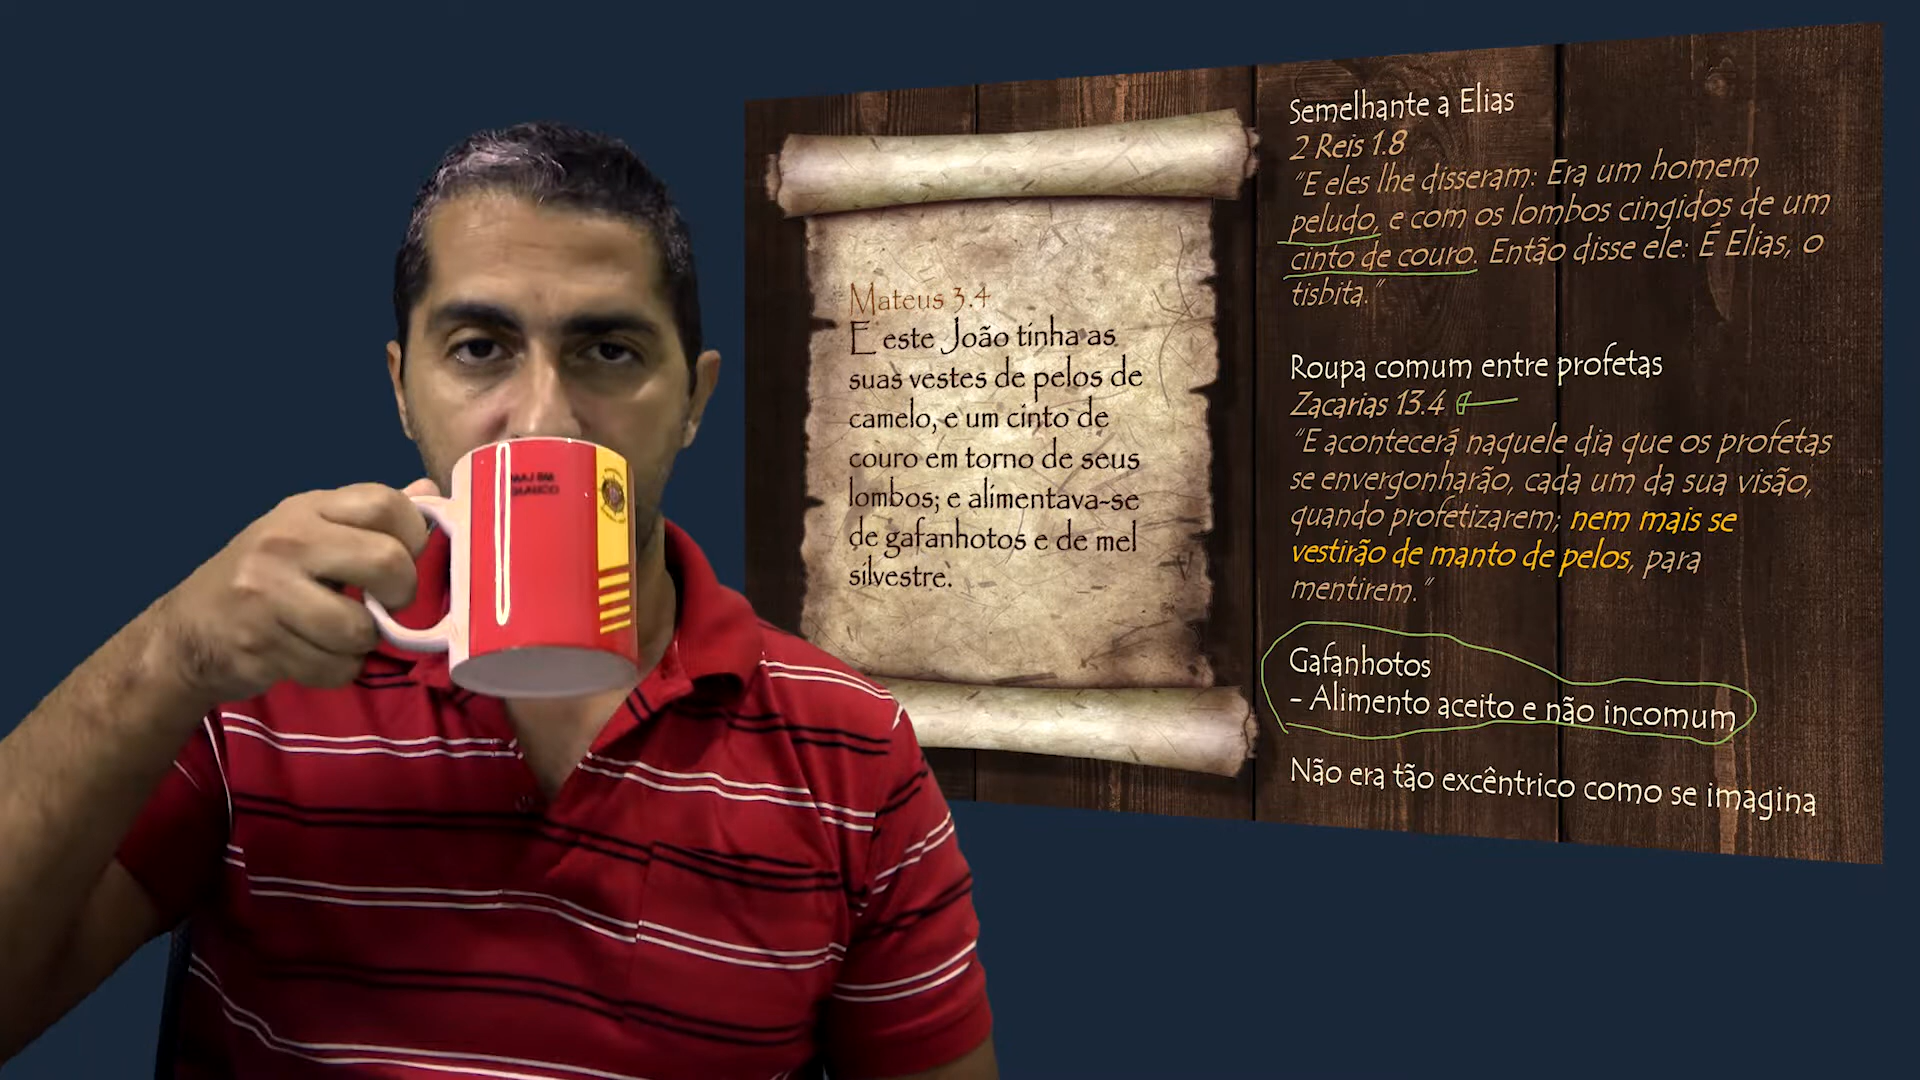 Mateus 3.4
E este João tinha as
suas vestes de pelos de
camelo, e um cinto de
couro em torno de seus
lombos; e alimentava-se
de gafanhotos e de mel
silvestre.
Semelhante a Elias
2 Reis 1.8
"E eles lhe disseram: Era um homem
peludo, e com os lombos cingidos de um
cinto de couro. Então disse ele: É Elias, o
tisbita."
Roupa comum entre profetas
Zacarias 13.4
"E acontecerá naquele dia que os profetas
se envergonharão, cada um da sua visão,
quando profetizarem; nem mais se
vestirão de manto de pelos, para
mentirem."
Gafanhotos
- Alimento aceito e não incomum
Não era tão excêntrico como se imagina